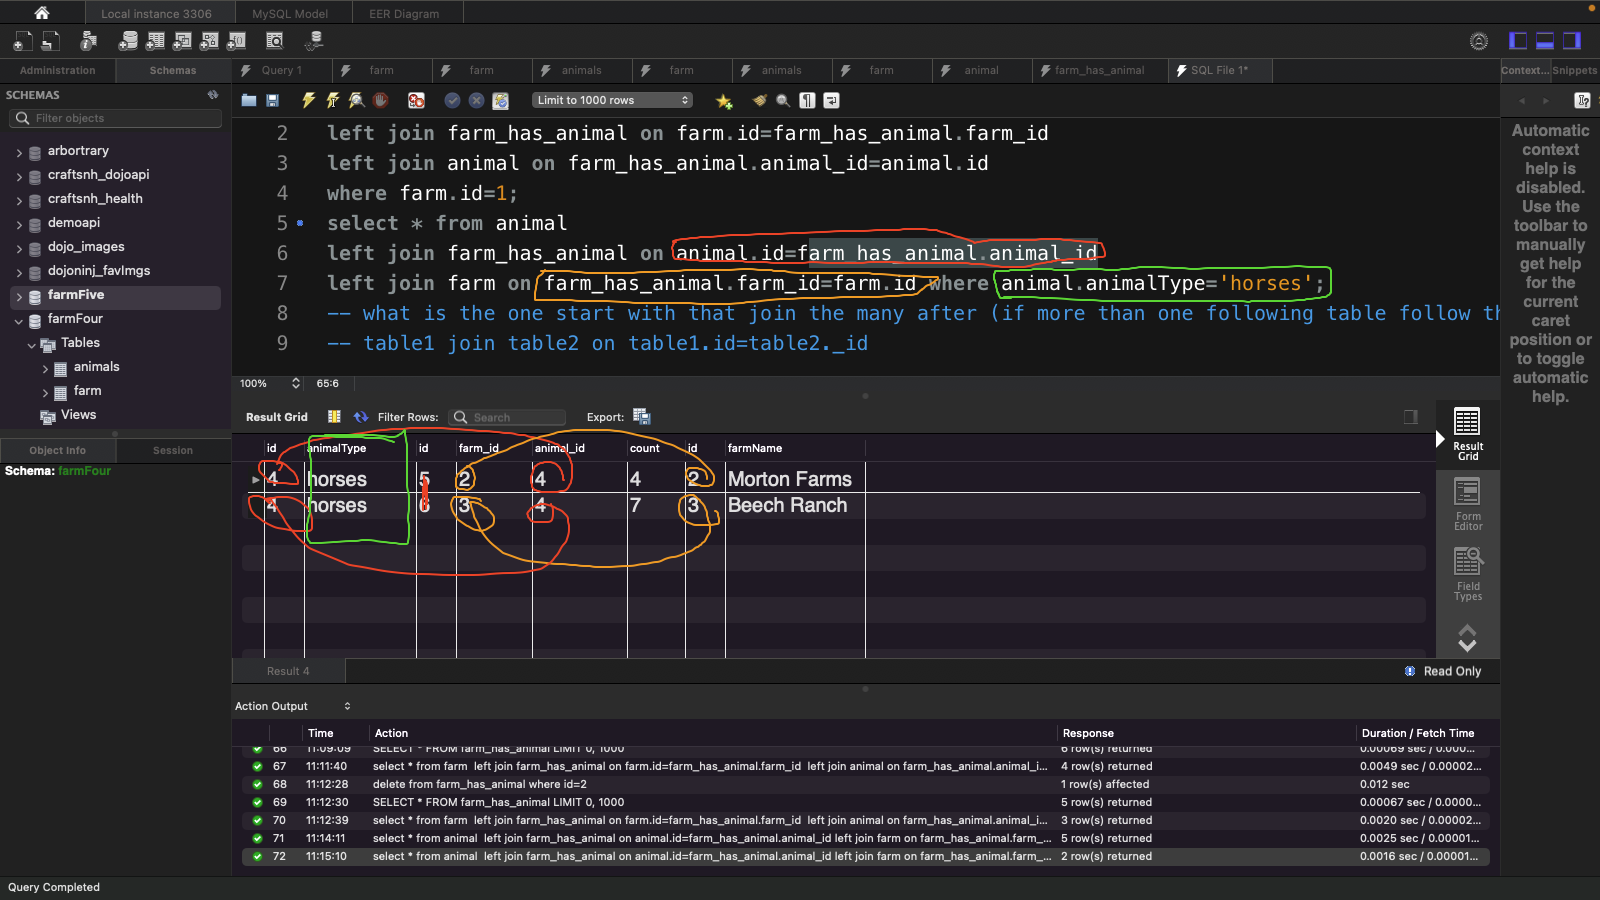 Local instance 3306
MySQL Model
EER Diagram
Administration
Schemas
Query 1
farm
farm
animals
farm
animals
farm
animal
farm_has_animal
SQL File 1*
Context...
Snippets
SCHEMAS
Filter objects
Limit to 1000 rows
arbortrary
craftsnh_dojoapi
craftsnh_health
demoapi
dojo_images
dojoninj_favImgs
farmFive
farmFour
Tables
animals
farm
Views
Object Info
Session
Schema: farmFour
2 left join farm_has_animal on farm.id=farm_has_animal.farm_id
3 left join animal on farm_has_animal.animal_id=animal.id
4 where farm.id=1;
5 select * from animal
6 left join farm_has_animal on animal.id=farm_has_animal.animal_id
7 left join farm on farm_has_animal.farm_id=farm.id where animal.animalType='horses';
8 -- what is the one start with that join the many after (if more than one following table follow
9 -- table1 join table2 on table1.id=table2._id
Automatic
context
help is
disabled.
Use the
toolbar to
manually
get help
for the
current
caret
position or
to toggle
automatic
help.
100%
65:6
Result Grid
Filter Rows:
Search
Export:
id animalType id farm_id animal_id count id farmName
4 horses 5 2 4 4 2 Morton Farms
4 horses 6 3 4 7 3 Beech Ranch
Result
Grid
Form
Editor
Field
Types
Result 4
Read Only
Action Output
Time Action Response Duration / Fetch Time
66 11:09:09 SELECT * FROM farm_has_animal LIMIT 0, 1000 6 row(s) returned 0.00069 sec / 0.000...
67 11:11:40 select * from farm left join farm_has_animal on farm.id=farm_has_animal.farm_id left join animal on farm_has_animal.animal_i... 4 row(s) returned 0.0049 sec / 0.00002...
68 11:12:28 delete from farm_has_animal where id=2 1 row(s) affected 0.012 sec
69 11:12:30 SELECT * FROM farm_has_animal LIMIT 0, 1000 5 row(s) returned 0.00067 sec / 0.0000...
70 11:12:39 select * from farm left join farm_has_animal on farm.id=farm_has_animal.farm_id left join animal on farm_has_animal.animal_i... 3 row(s) returned 0.0020 sec / 0.00002...
71 11:14:11 select * from animal left join farm_has_animal on animal.id=farm_has_animal.animal_id left join farm on farm_has_animal.farm_... 5 row(s) returned 0.0025 sec / 0.00001...
72 11:15:10 select * from animal left join farm_has_animal on animal.id=farm_has_animal.animal_id left join farm on farm_has_animal.farm_... 2 row(s) returned 0.0016 sec / 0.00001...
Query Completed